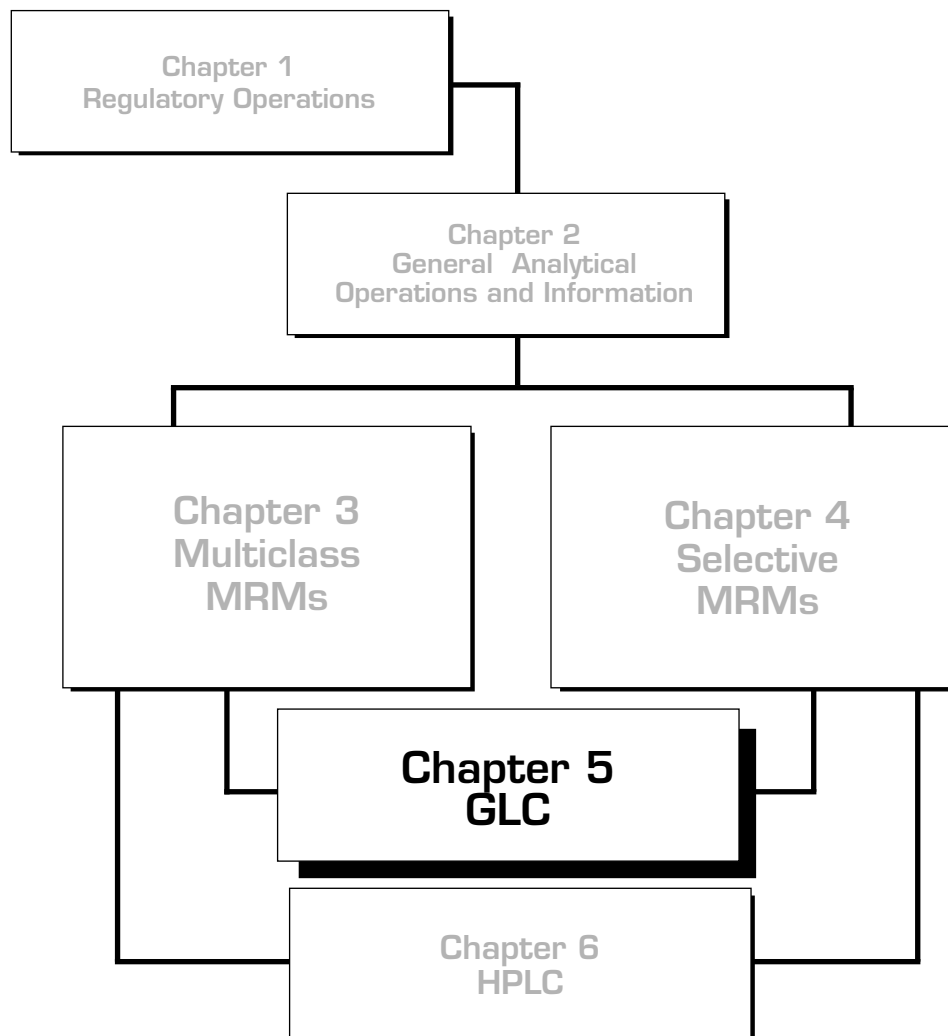 Chapter 1
Regulatory Operations
Chapter 2
General Analytical
Operations and Information
Chapter 3
Multiclass
MRMs
Chapter 4
Selective
MRMs
Chapter 5
GLC
Chapter 6
HPLC